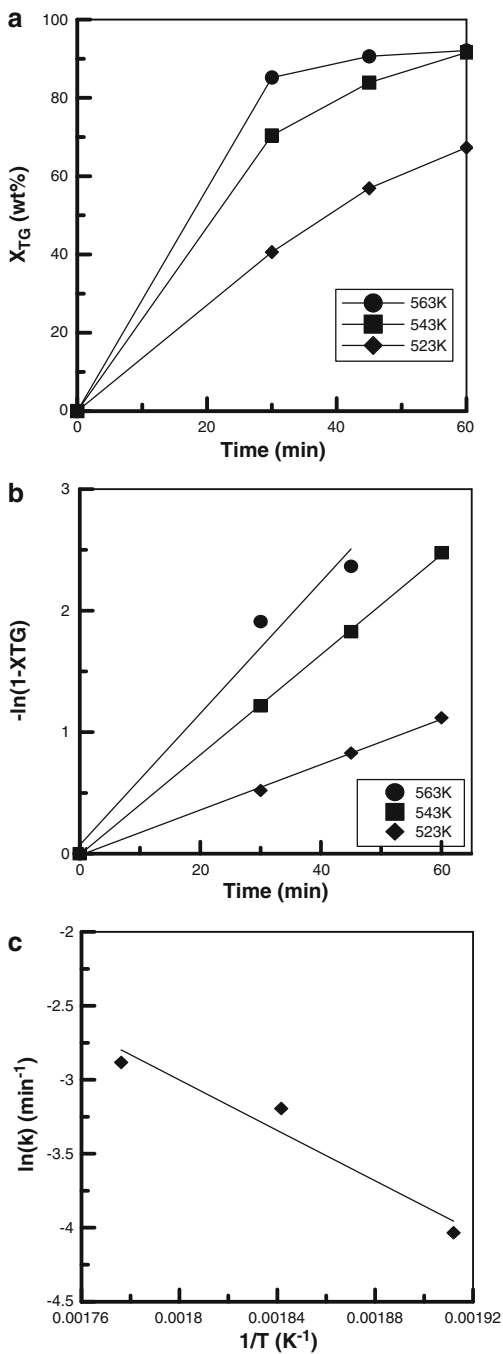 a
100
80
60
40
20
0
X_TG (wt%)
563K
543K
523K
0 20 40 60
Time (min)
b
3
2
1
0
-ln(1-XTG)
563K
543K
523K
0 20 40 60
Time (min)
c
-2
-2.5
-3
-3.5
-4
-4.5
ln(k) (min⁻¹)
0.00176 0.0018 0.00184 0.00188 0.00192
1/T (K⁻¹)